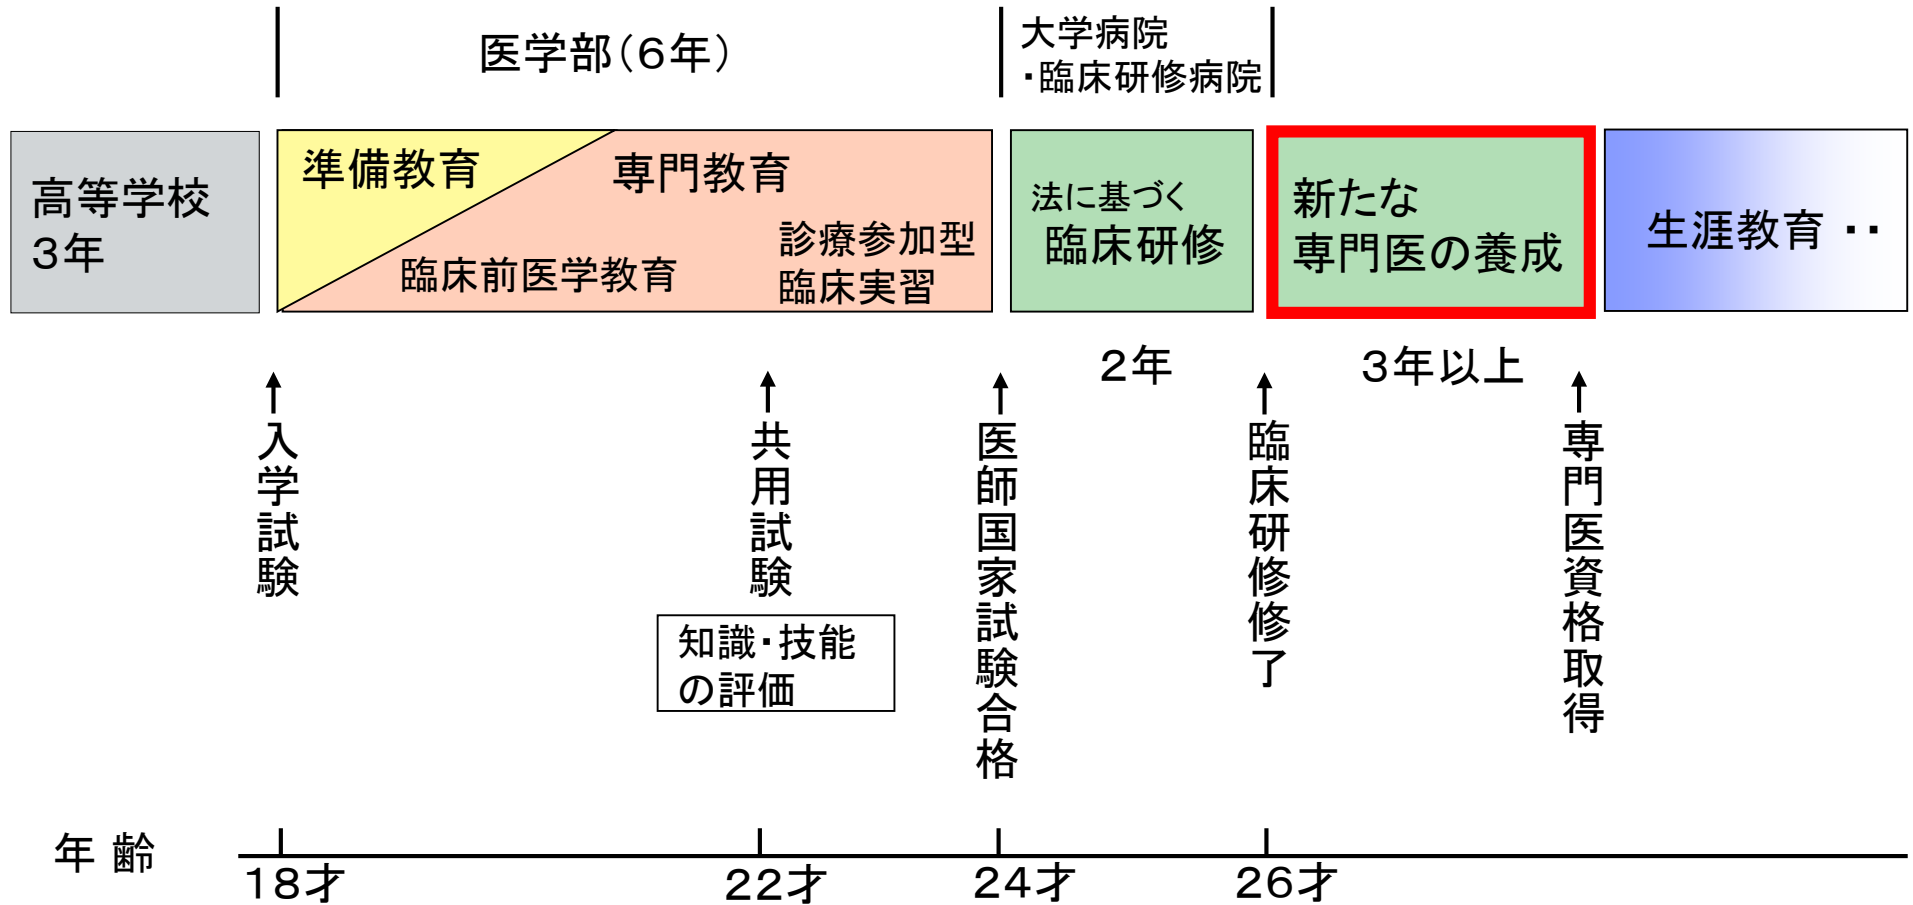 医学部（６年）
大学病院
・臨床研修病院
高等学校
３年
準備教育
専門教育
臨床前医学教育
診療参加型
臨床実習
法に基づく
臨床研修
新たな
専門医の養成
生涯教育 ・・
２年
３年以上
入学試験
共用試験
知識・技能
の評価
医師国家試験合格
臨床研修修了
専門医資格取得
年 齢
１８才
２２才
２４才
２６才